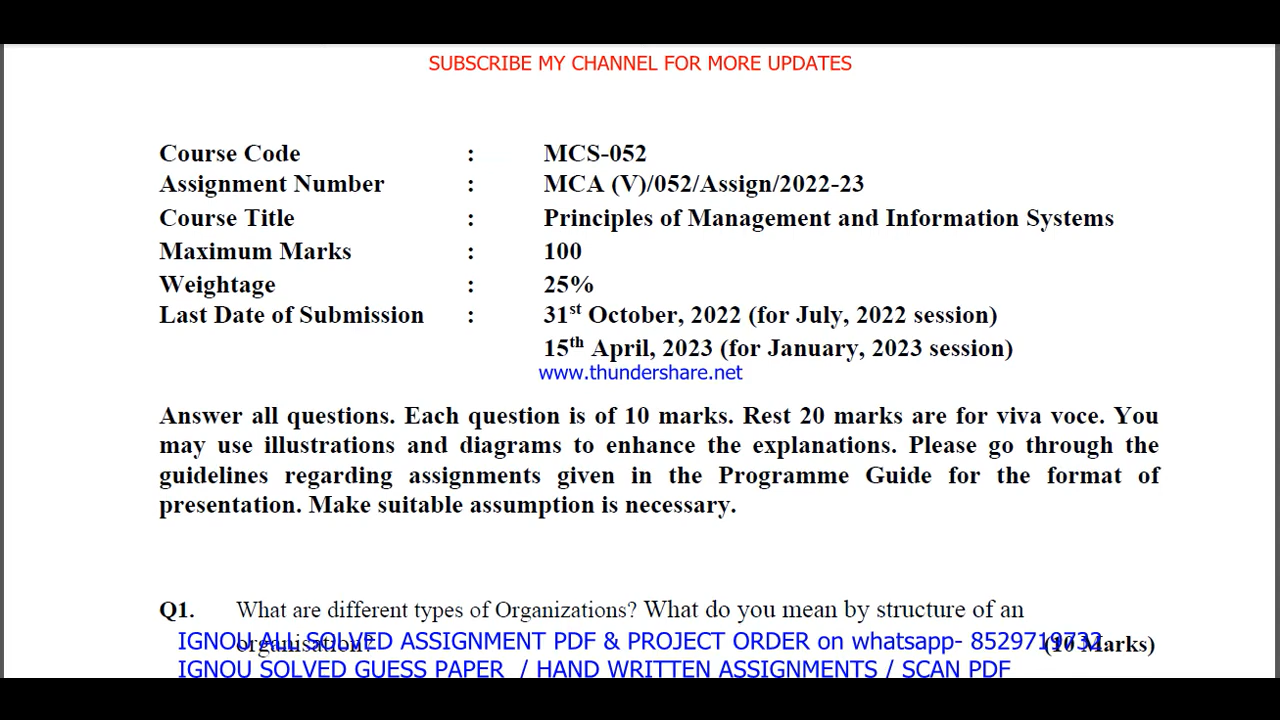 SUBSCRIBE MY CHANNEL FOR MORE UPDATES
Course Code : MCS-052
Assignment Number : MCA (V)/052/Assign/2022-23
Course Title : Principles of Management and Information Systems
Maximum Marks : 100
Weightage : 25%
Last Date of Submission : 31st October, 2022 (for July, 2022 session)
15th April, 2023 (for January, 2023 session)
www.thundershare.net
Answer all questions. Each question is of 10 marks. Rest 20 marks are for viva voce. You
may use illustrations and diagrams to enhance the explanations. Please go through the
guidelines regarding assignments given in the Programme Guide for the format of
presentation. Make suitable assumption is necessary.
Q1. What are different types of Organizations? What do you mean by structure of an
organisation? (10 Marks)
IGNOU ALL SOLVED ASSIGNMENT PDF & PROJECT ORDER on whatsapp- 8529719732
IGNOU SOLVED GUESS PAPER / HAND WRITTEN ASSIGNMENTS / SCAN PDF